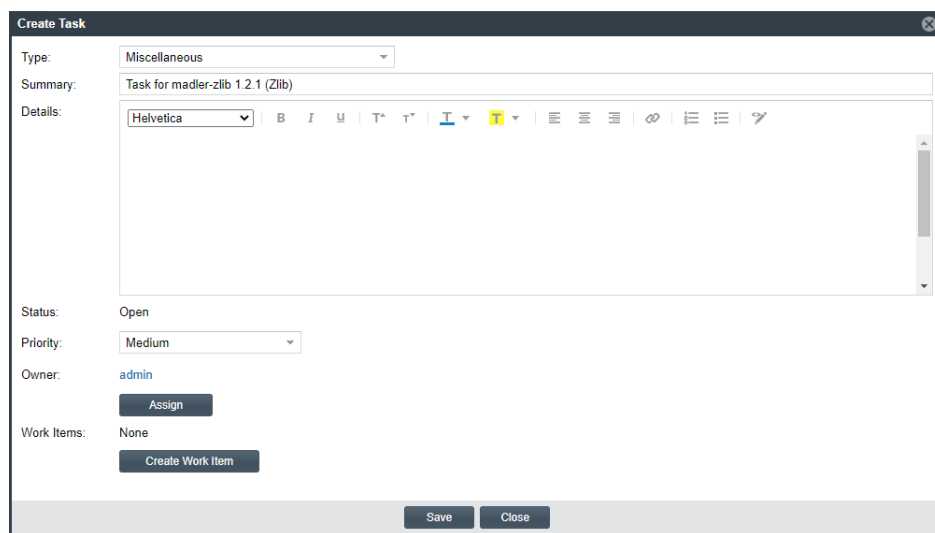 Create Task
Type: Miscellaneous
Summary: Task for madler-zlib 1.2.1 (Zlib)
Details: Helvetica B I U T T T T
Status: Open
Priority: Medium
Owner: admin
Assign
Work Items: None
Create Work Item
Save Close